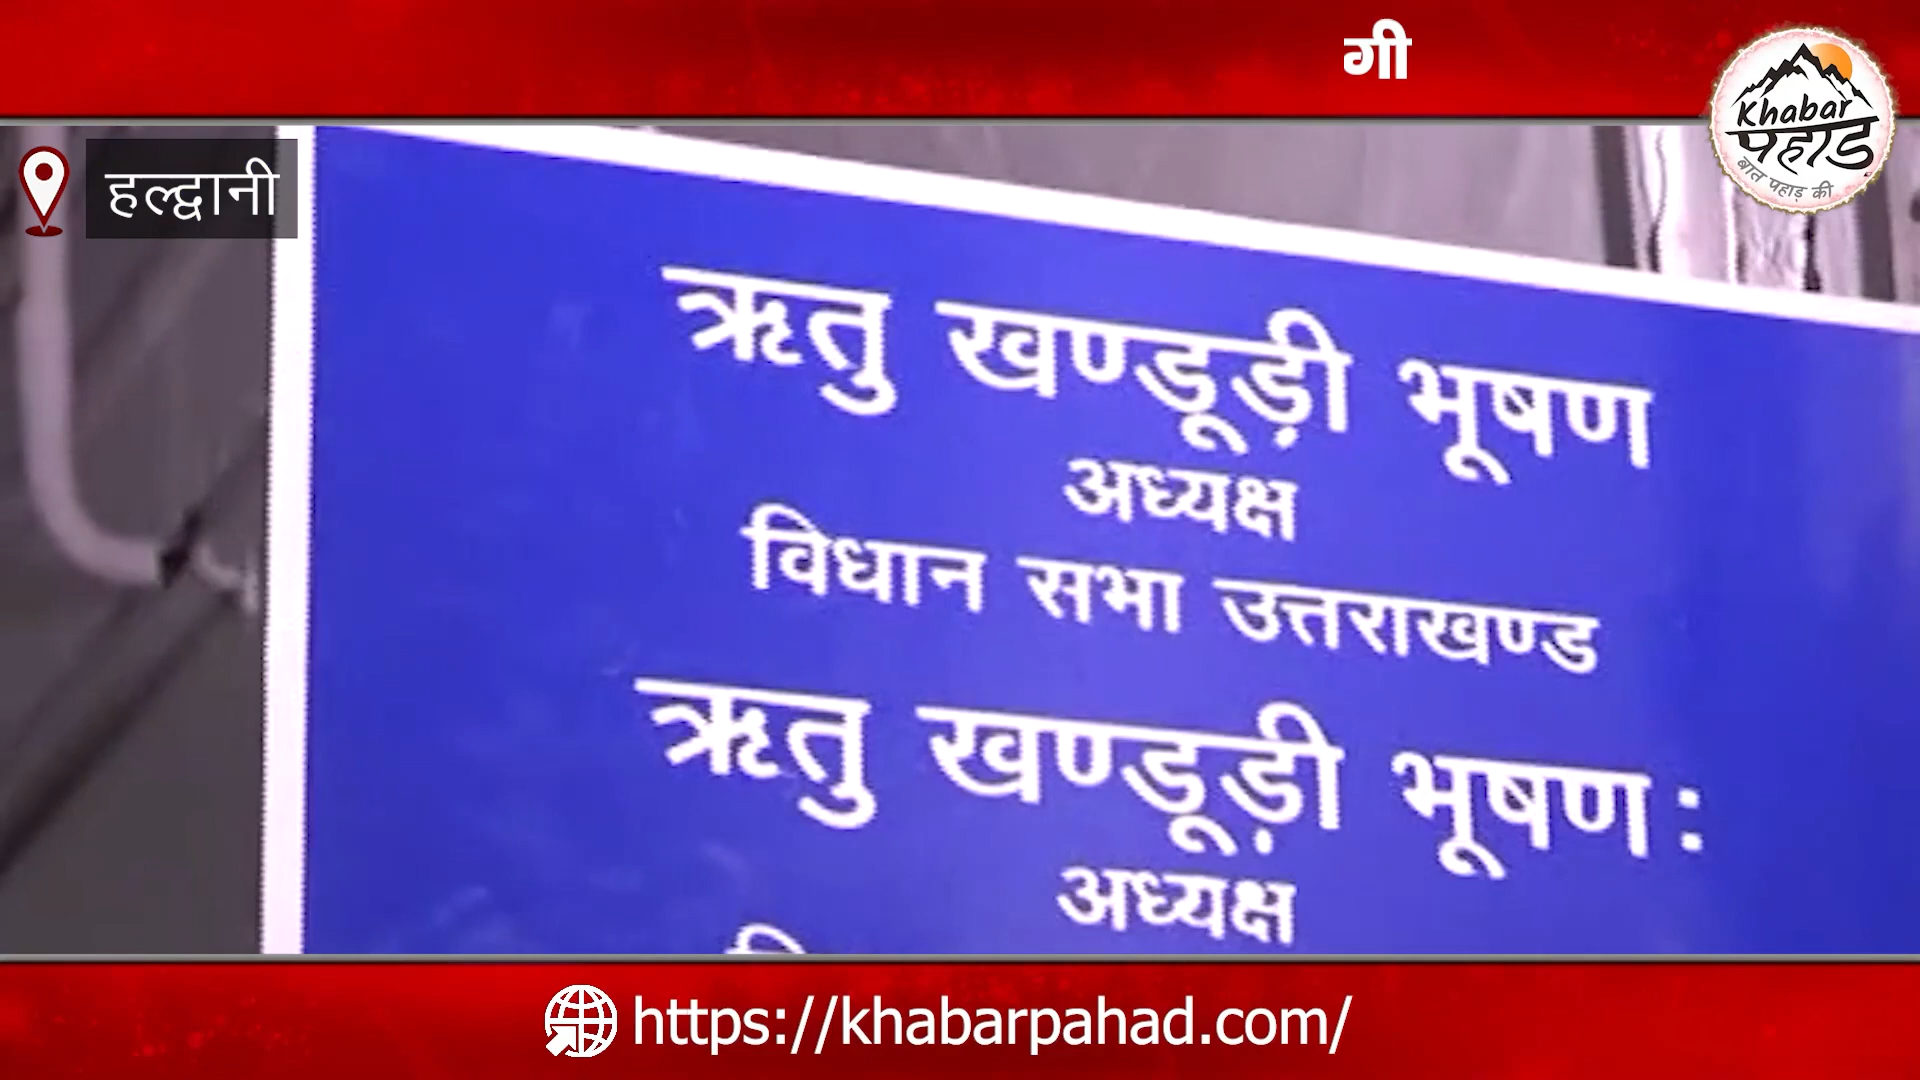 गी
Khabar
पहाड़
बात पहाड़ की
हल्द्वानी
ऋतु खण्डूड़ी भूषण
अध्यक्ष
विधान सभा उत्तराखण्ड
ऋतु खण्डूड़ी भूषण:
अध्यक्ष
https://khabarpahad.com/